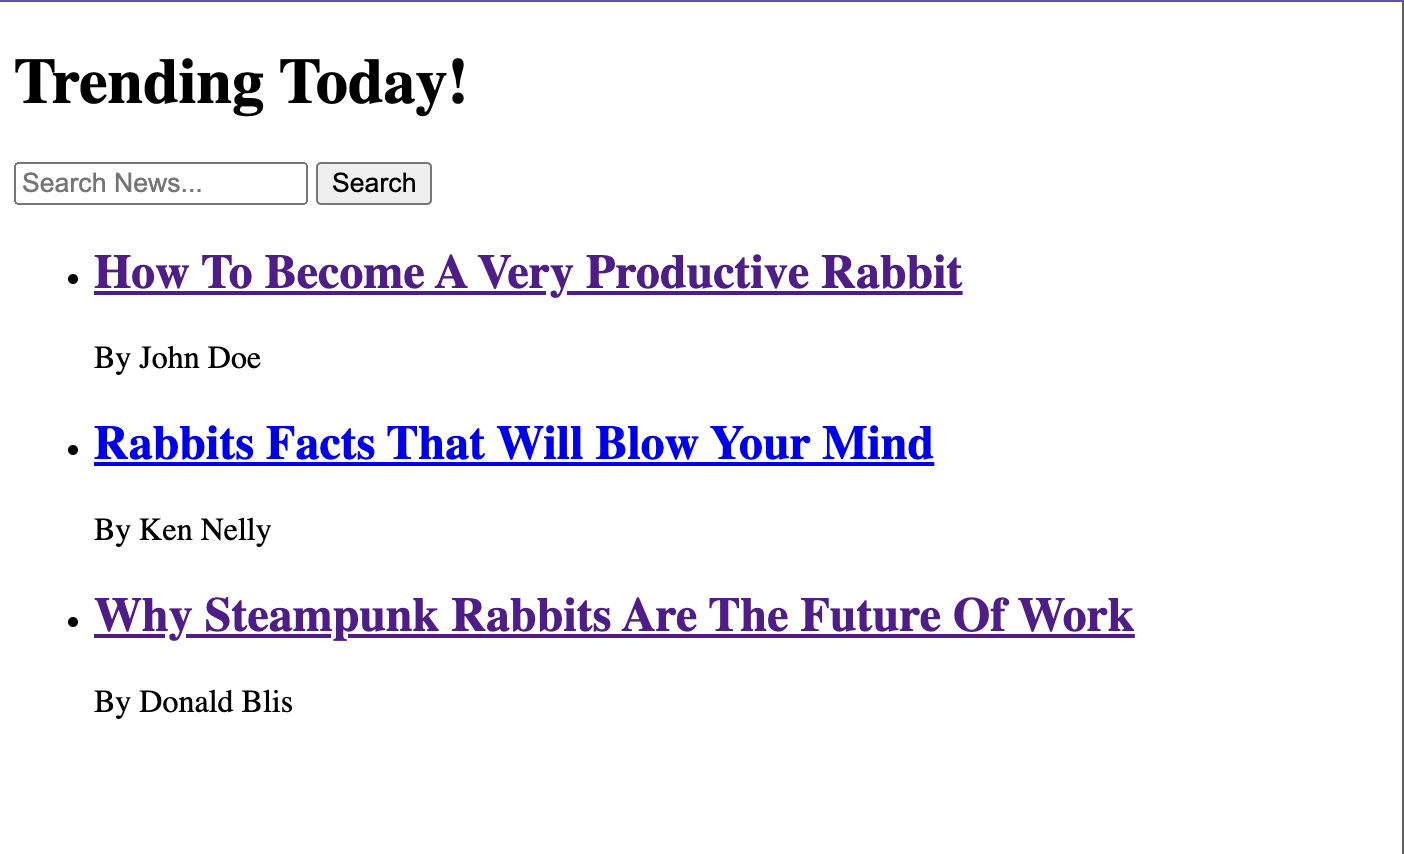 Trending Today!
Search News... Search
How To Become A Very Productive Rabbit
By John Doe
Rabbits Facts That Will Blow Your Mind
By Ken Nelly
Why Steampunk Rabbits Are The Future Of Work
By Donald Blis